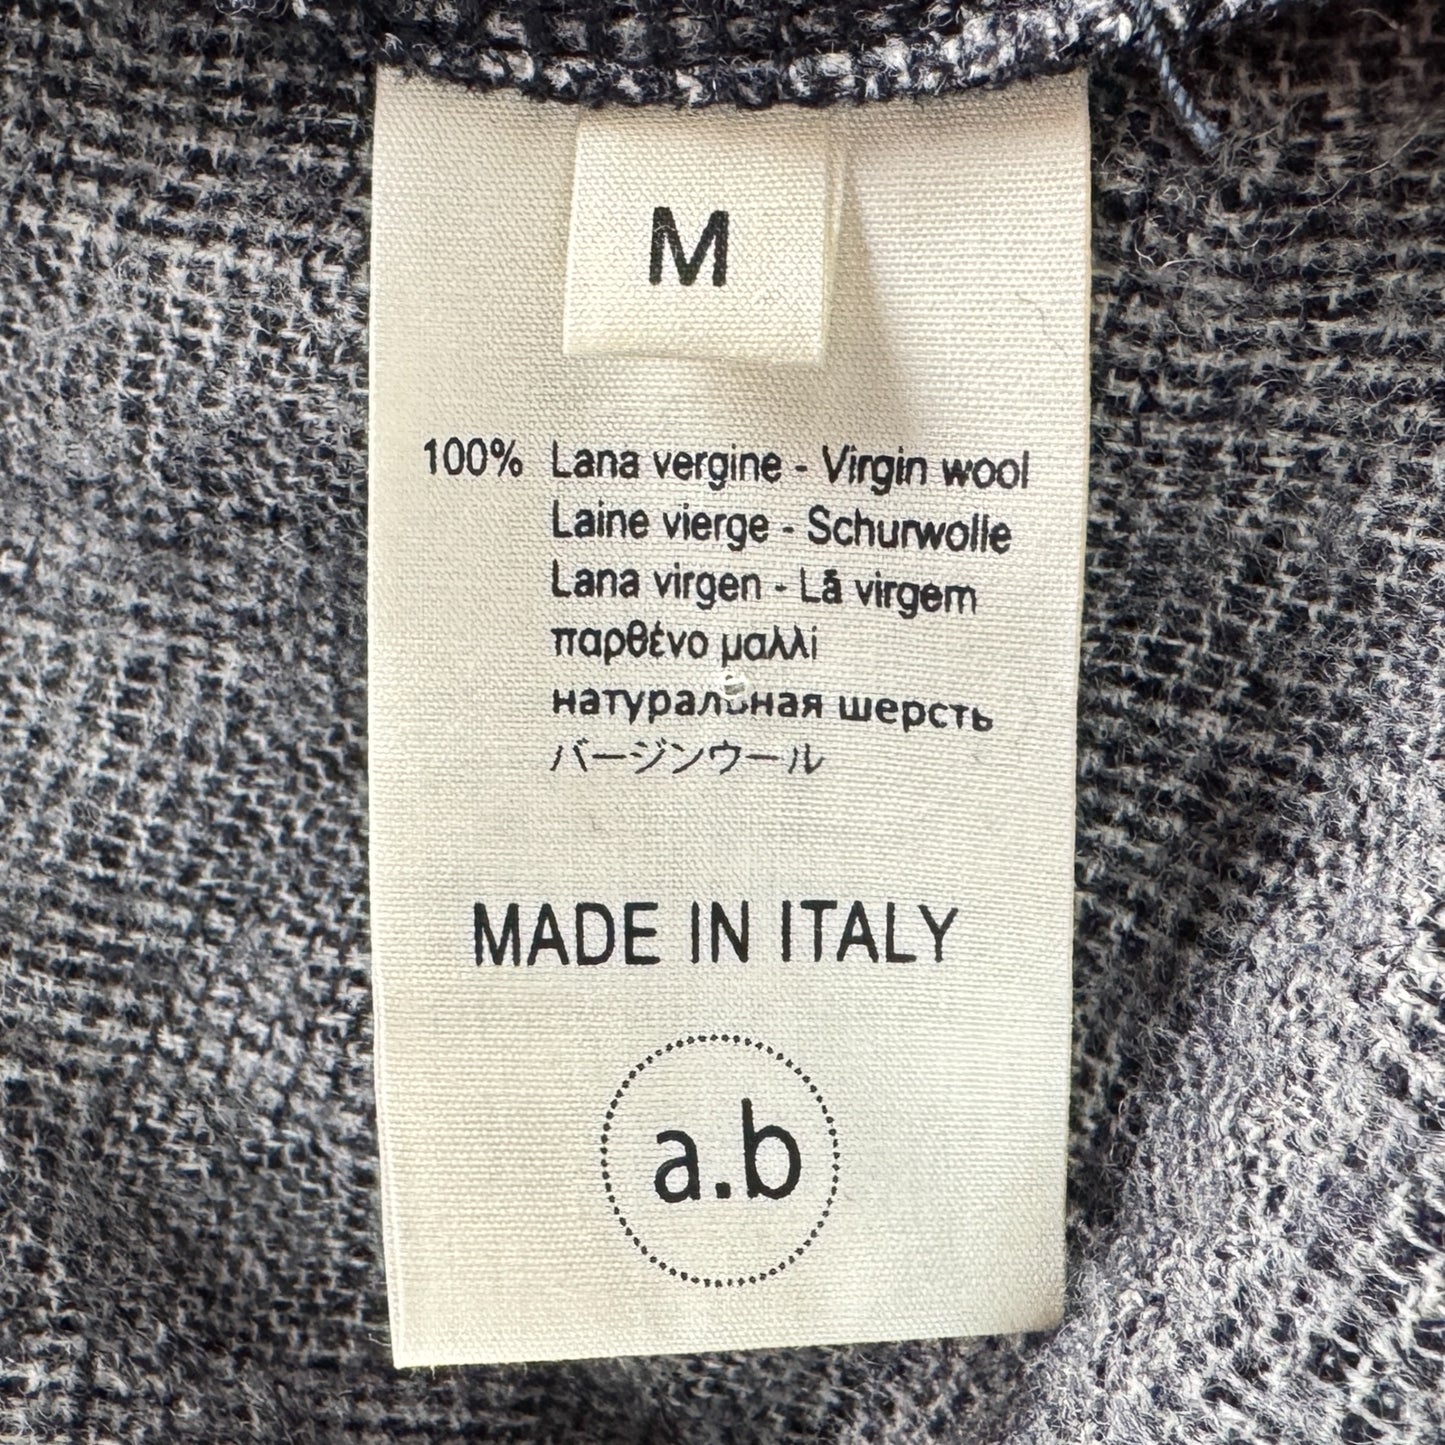 M
100% Lana vergine - Virgin wool
Laine vierge - Schurwolle
Lana virgen - Lã virgem
παρθένο μαλλί
натуральная шерсть
バージンウール
MADE IN ITALY
a.b